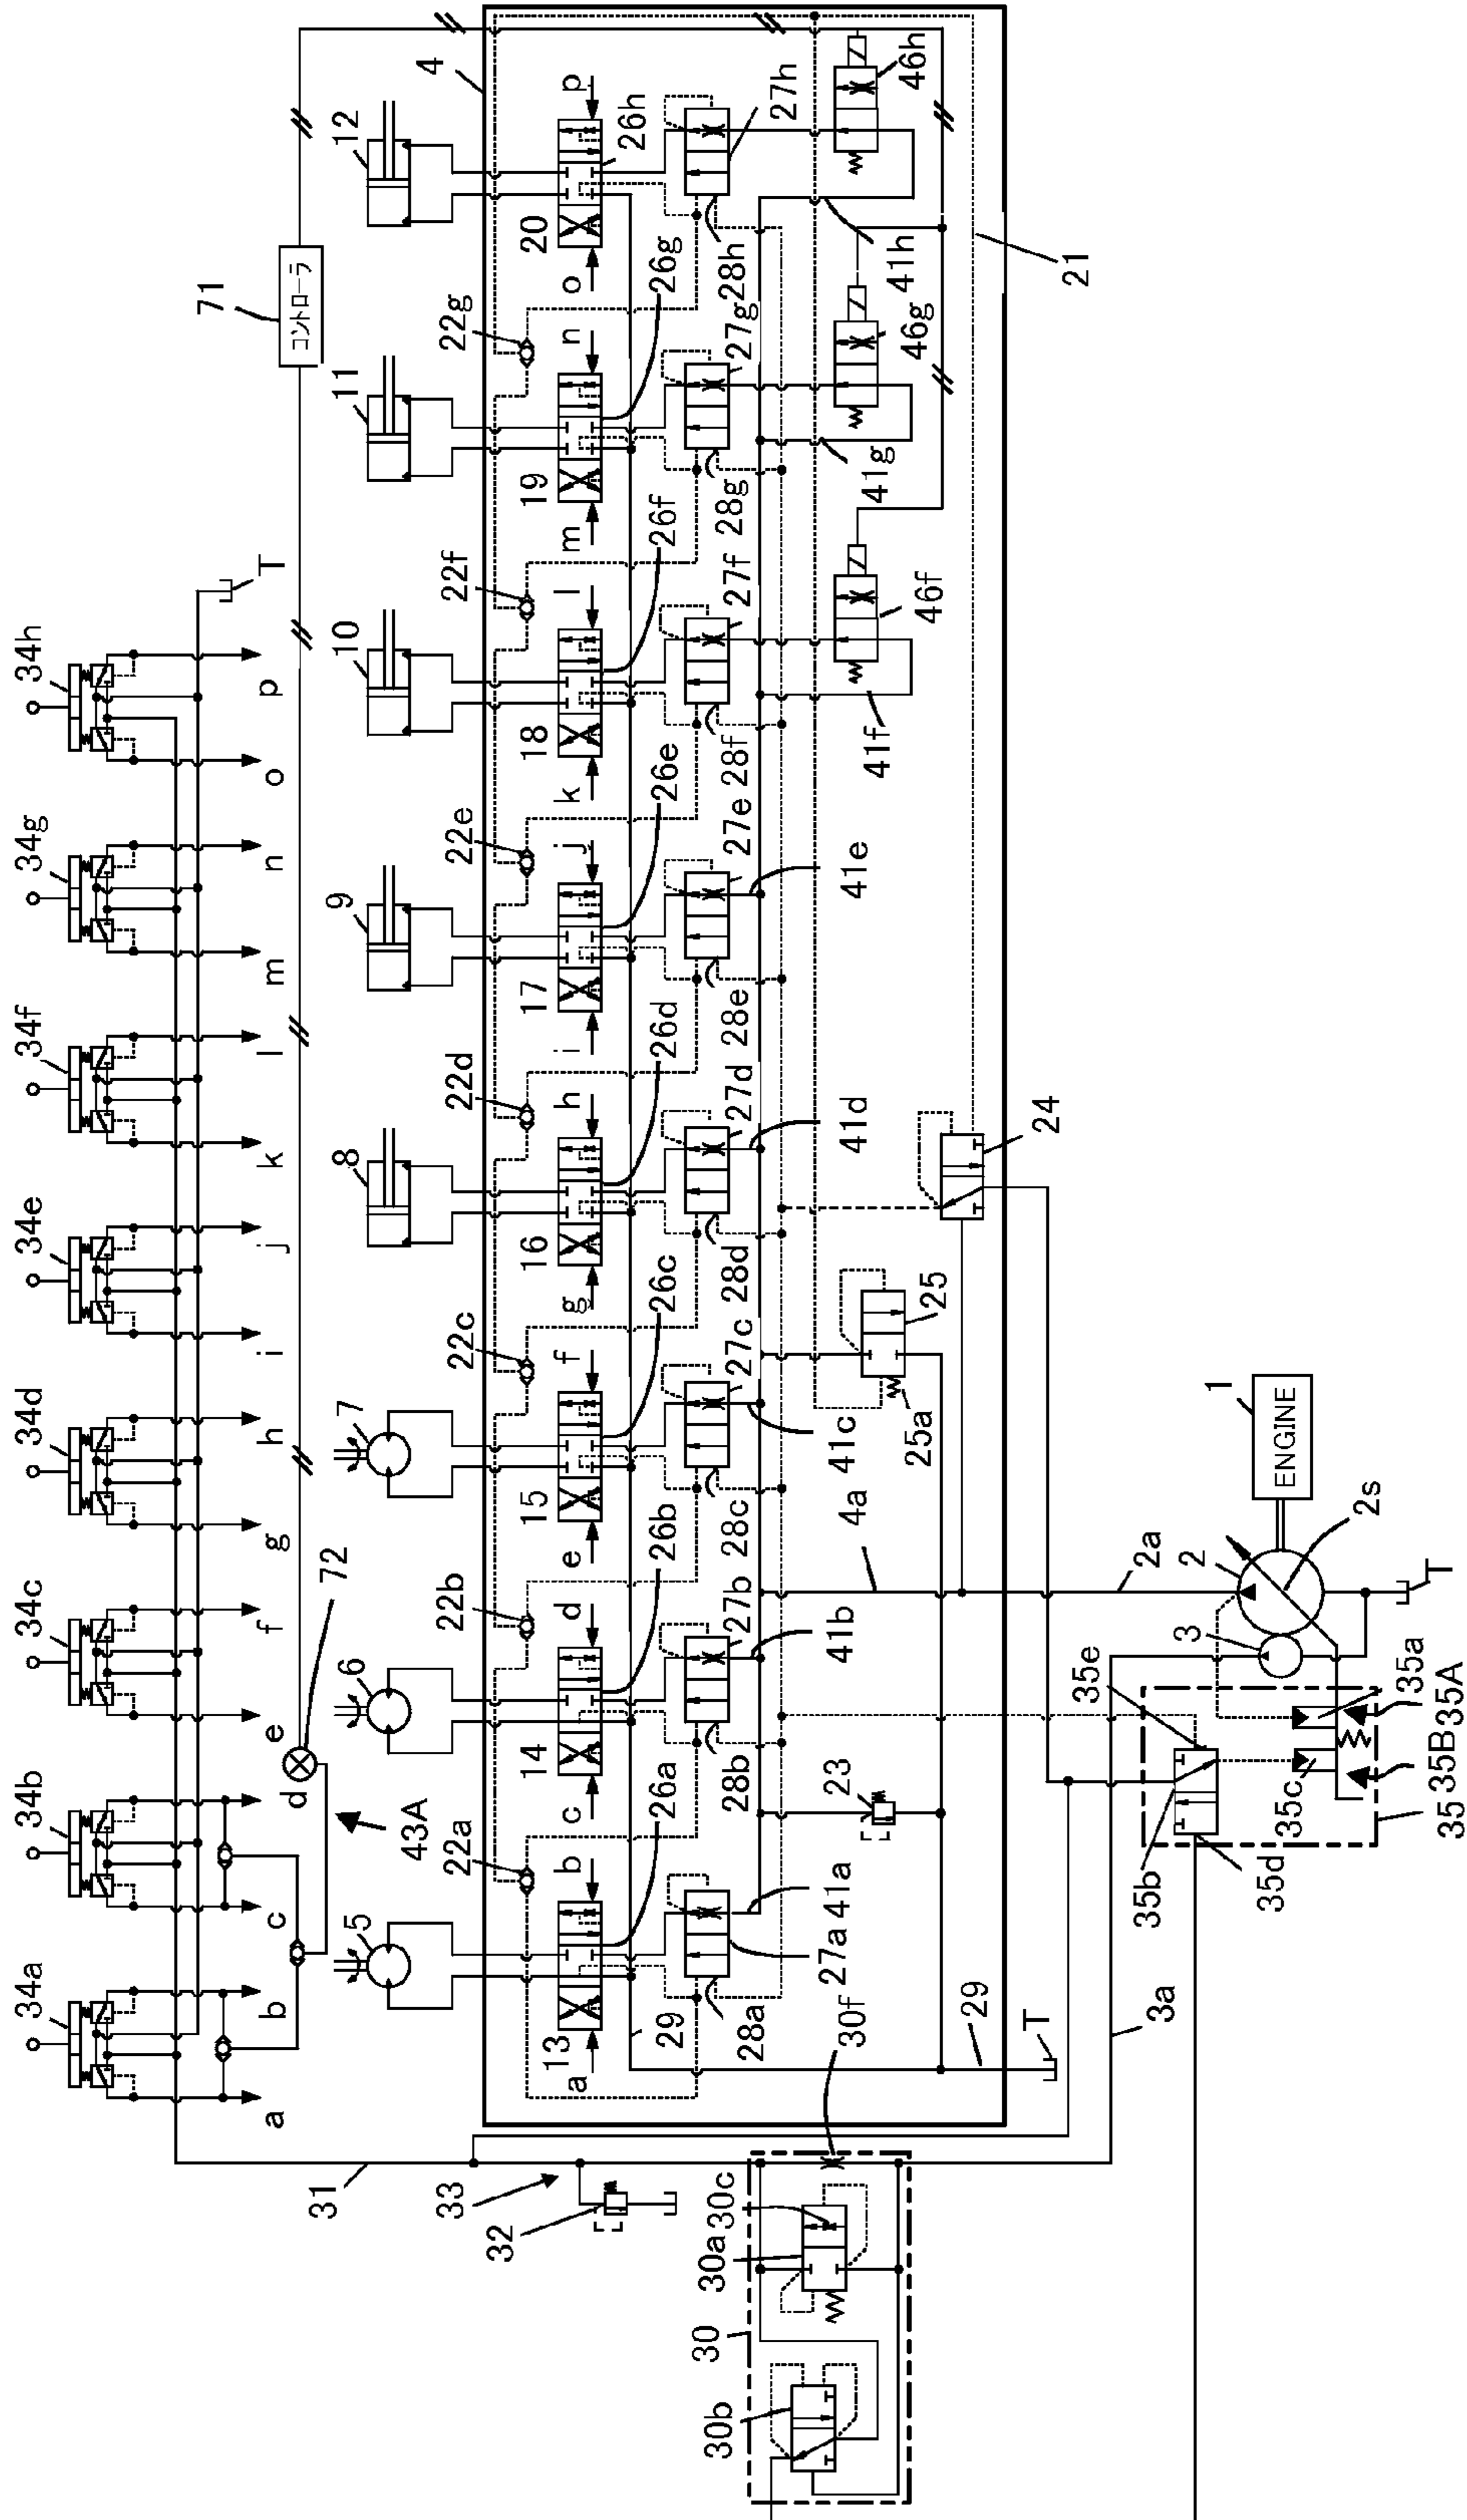 34a
34b
34c
34d
34e
34f
34g
34h
T
a
b
c
d
e
f
g
h
i
j
k
l
m
n
o
p
43A
72
71
コントローラ
4
5
6
7
8
9
10
11
12
22a
22b
22c
22d
22e
22f
22g
a
13
b
c
14
d
e
15
f
g
16
h
i
17
j
k
18
l
m
19
n
o
20
p
26a
26b
26c
26d
26e
26f
26g
26h
29
28a
27a
41a
28b
27b
41b
28c
27c
41c
28d
27d
41d
28e
27e
41e
28f
27f
41f
28g
27g
41g
28h
27h
41h
46f
46g
46h
23
4a
25a
25
24
21
29
T
31
33
32
30f
30
30a
30c
30b
3a
35b
35d
35e
35c
35a
35B
35A
35
3
2
2a
2s
1
ENGINE
T